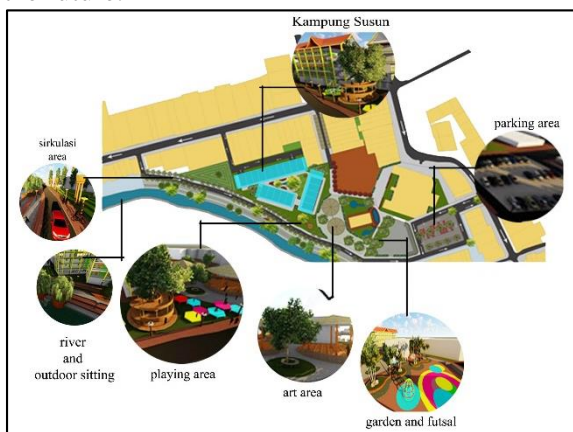 Kampung Susun
parking area
sirkulasi
area
river
and
outdoor sitting
playing area
art area
garden and futsal